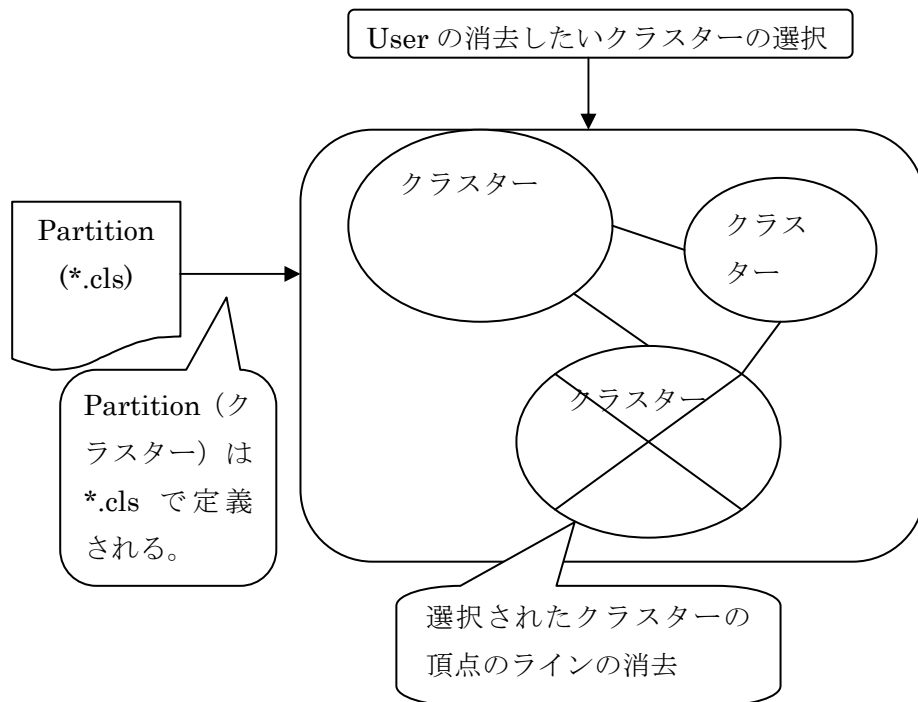 User の消去したいクラスターの選択
クラスター
クラス
ター
Partition
(*.cls)
クラスター
Partition（ク
ラスター）は
*.cls で定義
される。
選択されたクラスターの
頂点のラインの消去